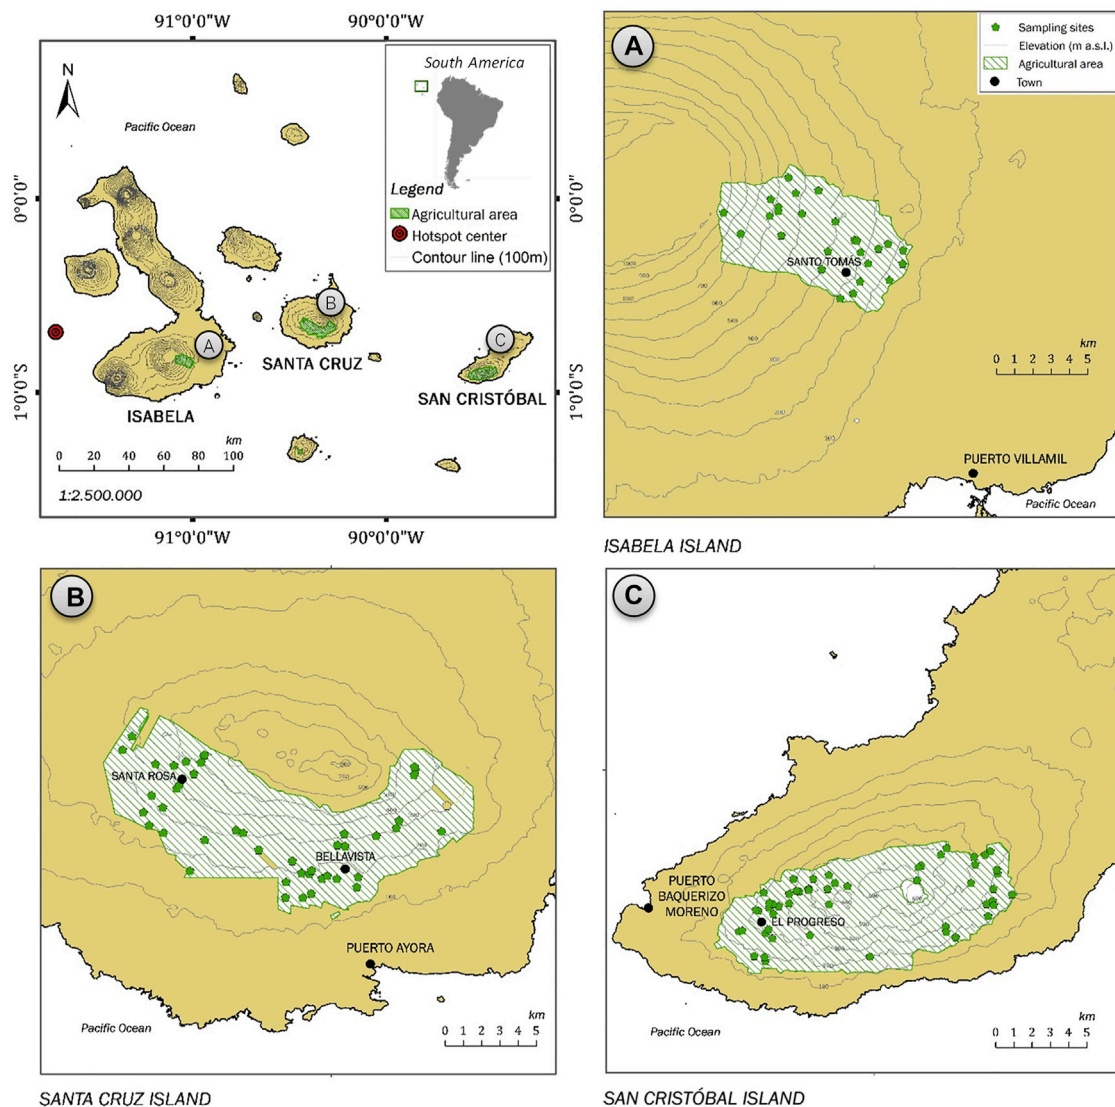 91°0'0"W
90°0'0"W
N
Pacific Ocean
South America
Legend
Agricultural area
Hotspot center
Contour line (100m)
0°0'0"
0°0'0"
1°0'0"S
1°0'0"S
A
B
C
SANTA CRUZ
ISABELA
SAN CRISTÓBAL
km
0 20 40 60 80 100
1:2.500.000
91°0'0"W
90°0'0"W
A
Sampling sites
Elevation (m a.s.l.)
Agricultural area
Town
SANTO TOMÁS
km
0 1 2 3 4 5
PUERTO VILLAMIL
Pacific Ocean
ISABELA ISLAND
B
SANTA ROSA
BELLAVISTA
PUERTO AYORA
Pacific Ocean
km
0 1 2 3 4 5
SANTA CRUZ ISLAND
C
PUERTO
BAQUERIZO
MORENO
EL PROGRESO
Pacific Ocean
km
0 1 2 3 4 5
SAN CRISTÓBAL ISLAND